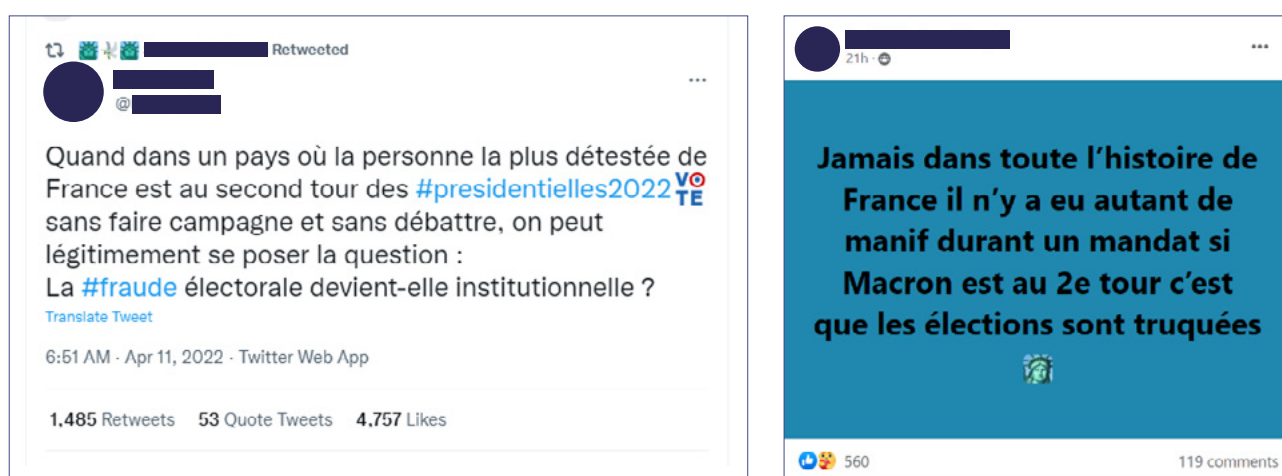 Retweeted
@
Quand dans un pays où la personne la plus détestée de
France est au second tour des #presidentielles2022 VOTE
sans faire campagne et sans débattre, on peut
légitimement se poser la question :
La #fraude électorale devient-elle institutionnelle ?
Translate Tweet
6:51 AM · Apr 11, 2022 · Twitter Web App
1,485 Retweets 53 Quote Tweets 4,757 Likes
21h ·
Jamais dans toute l'histoire de
France il n'y a eu autant de
manif durant un mandat si
Macron est au 2e tour c'est
que les élections sont truquées
560
119 comments